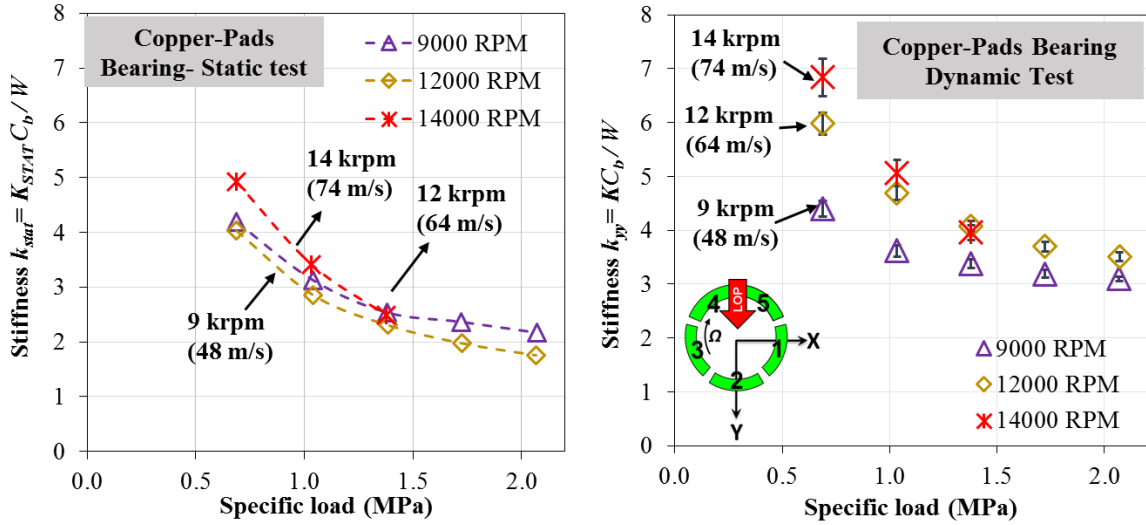 Stiffness k_stat= K_STAT C_b / W
8
7
6
5
4
3
2
1
0
Copper-Pads
Bearing- Static test
9000 RPM
12000 RPM
14000 RPM
14 krpm
(74 m/s)
12 krpm
(64 m/s)
9 krpm
(48 m/s)
0.0 0.5 1.0 1.5 2.0
Specific load (MPa)
Stiffness k_yy= KC_b / W
8
7
6
5
4
3
2
1
0
14 krpm
(74 m/s)
Copper-Pads Bearing
Dynamic Test
12 krpm
(64 m/s)
9 krpm
(48 m/s)
LOP
4 5
Ω
3 1 X
2
Y
9000 RPM
12000 RPM
14000 RPM
0.0 0.5 1.0 1.5 2.0
Specific load (MPa)